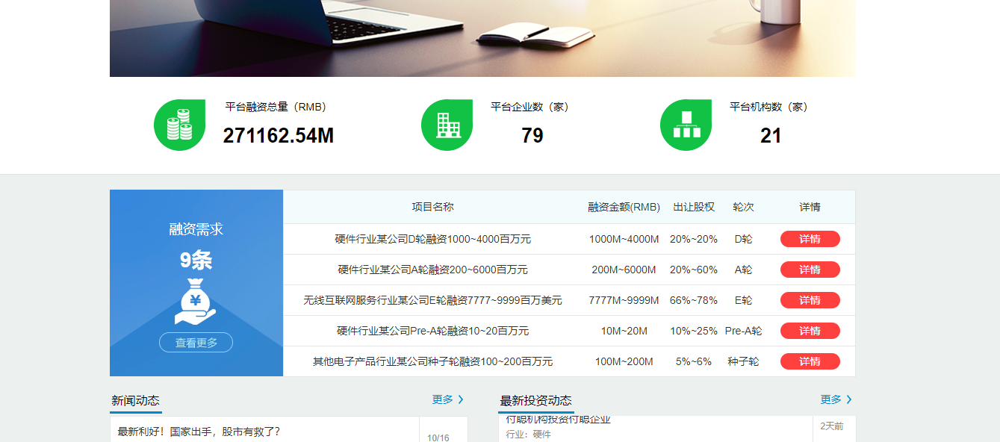 平台融资总量（RMB）
271162.54M
平台企业数（家）
79
平台机构数（家）
21
融资需求
9条
查看更多
项目名称 融资金额(RMB) 出让股权 轮次 详情
硬件行业某公司D轮融资1000~4000百万元 1000M~4000M 20%~20% D轮 详情
硬件行业某公司A轮融资200~6000百万元 200M~6000M 20%~60% A轮 详情
无线互联网服务行业某公司E轮融资7777~9999百万美元 7777M~9999M 66%~78% E轮 详情
硬件行业某公司Pre-A轮融资10~20百万元 10M~20M 10%~25% Pre-A轮 详情
其他电子产品行业某公司种子轮融资100~200百万元 100M~200M 5%~6% 种子轮 详情
新闻动态 更多
最新利好！国家出手，股市有救了？ 10/16
最新投资动态 更多
付聪机构投资付聪企业 2天前
行业：硬件